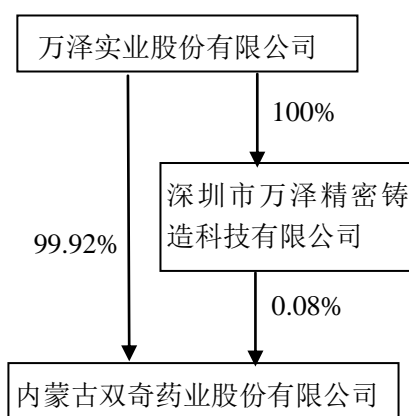 万泽实业股份有限公司
100%
深圳市万泽精密铸
造科技有限公司
99.92%
0.08%
内蒙古双奇药业股份有限公司